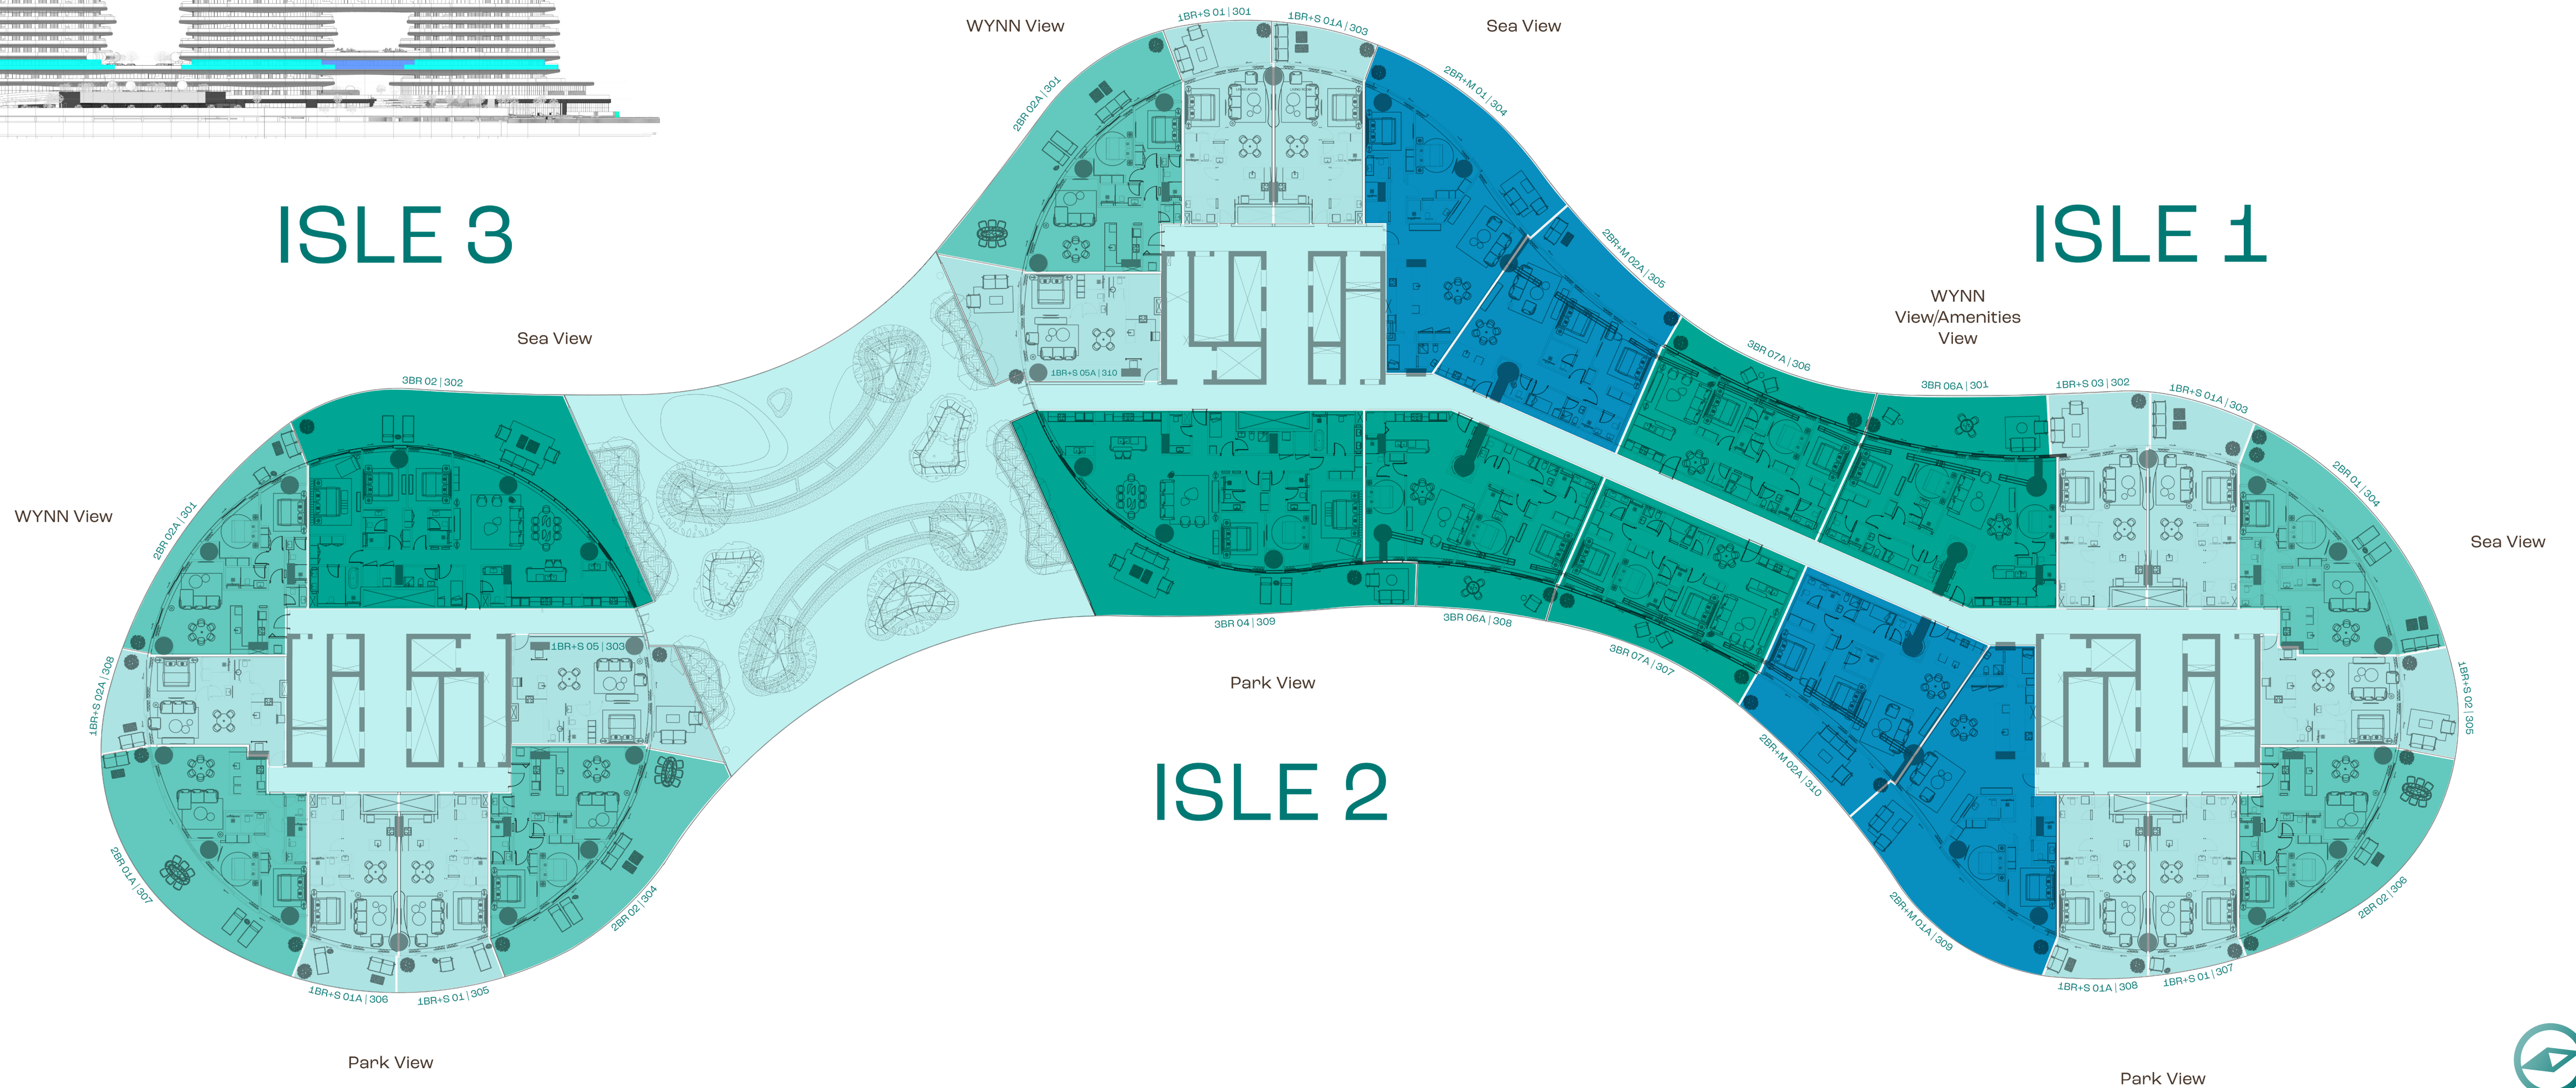 WYNN View
1BR+S 01 | 301
1BR+S 01A | 303
Sea View
2BR 02A | 301
2BR+M 01 | 304
LIVING ROOM
LIVING ROOM
ISLE 3
ISLE 1
2BR+M 02A | 305
WYNN
View/Amenities
View
Sea View
3BR 07A | 306
1BR+S 05A | 310
3BR 02 | 302
3BR 06A | 301
1BR+S 03 | 302
1BR+S 01A | 303
WYNN View
2BR 02A | 301
2BR 01 | 304
Sea View
3BR 04 | 309
3BR 06A | 308
1BR+S 05 | 303
3BR 07A | 307
Park View
1BR+S 02A | 308
1BR+S 02 | 305
2BR+M 02A | 310
ISLE 2
2BR 01A | 307
2BR 02 | 304
2BR+M 01A | 309
2BR 02 | 306
1BR+S 01A | 306
1BR+S 01 | 305
1BR+S 01A | 308
1BR+S 01 | 307
Park View
Park View